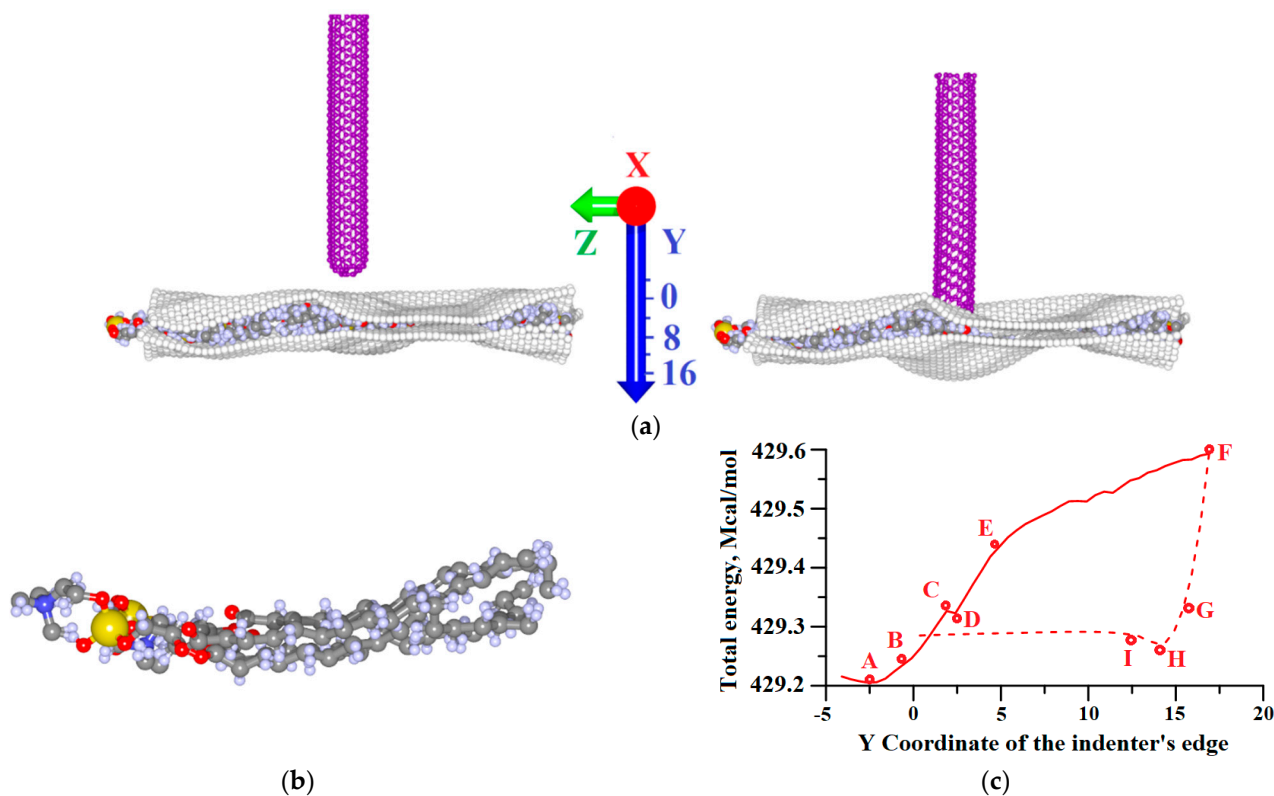 X
Z Y
0
8
16
(a)
429.6
429.5
429.4
429.3
429.2
Total energy, Mcal/mol
A
B
C
D
E
F
G
H
I
-5 0 5 10 15 20
Y Coordinate of the indenter's edge
(b) (c)